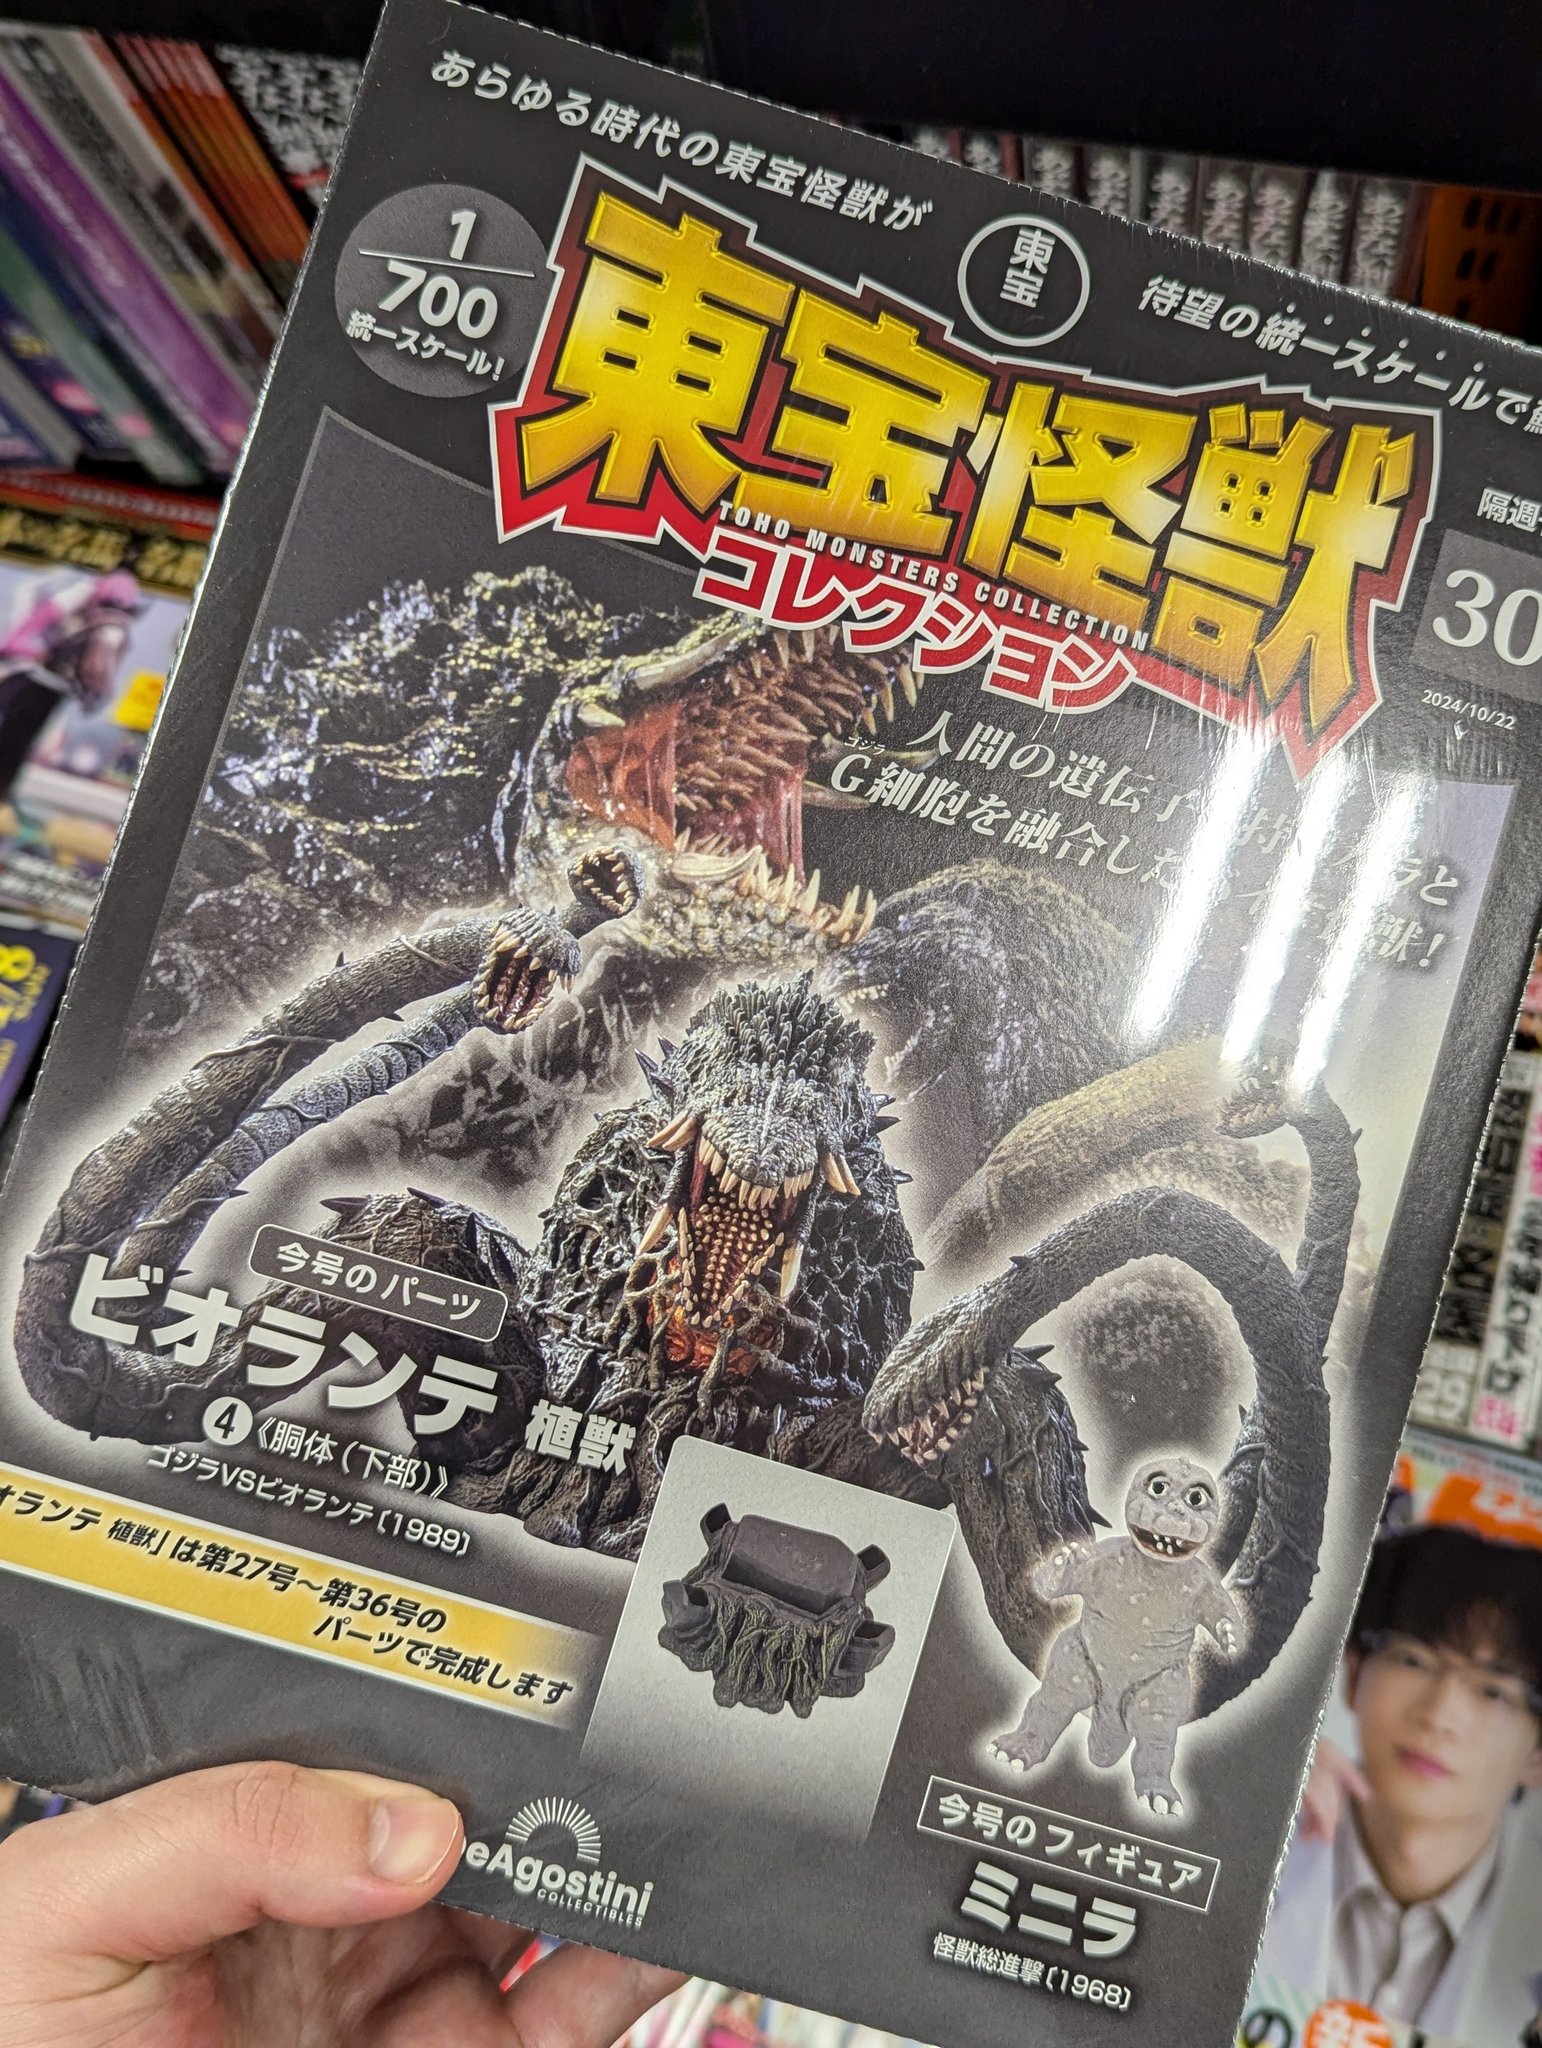 あらゆる時代の東宝怪獣が
東宝
待望の統一スケールで
1/700
統一スケール!
東宝怪獣
TOHO MONSTERS COLLECTION
コレクション
隔週
30
2024/10/22
人間の遺伝子
ラと
ゴジラ
G細胞を融合した
獣!
今号のパーツ
ビオランテ 植獣
4《胴体(下部)》
ゴジラVSビオランテ〔1989〕
オランテ 植獣」は第27号〜第36号の
パーツで完成します
eAgostini
COLLECTIBLES
今号のフィギュア
ミニラ
怪獣総進撃〔1968〕
29